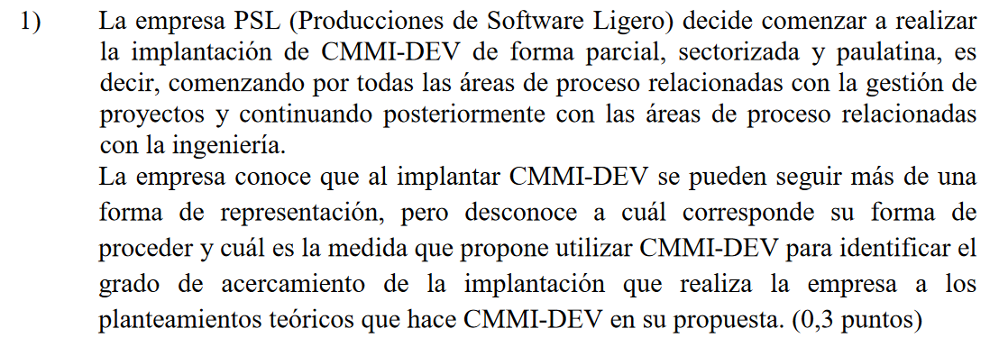 1) La empresa PSL (Producciones de Software Ligero) decide comenzar a realizar
la implantación de CMMI-DEV de forma parcial, sectorizada y paulatina, es
decir, comenzando por todas las áreas de proceso relacionadas con la gestión de
proyectos y continuando posteriormente con las áreas de proceso relacionadas
con la ingeniería.
La empresa conoce que al implantar CMMI-DEV se pueden seguir más de una
forma de representación, pero desconoce a cuál corresponde su forma de
proceder y cuál es la medida que propone utilizar CMMI-DEV para identificar el
grado de acercamiento de la implantación que realiza la empresa a los
planteamientos teóricos que hace CMMI-DEV en su propuesta. (0,3 puntos)